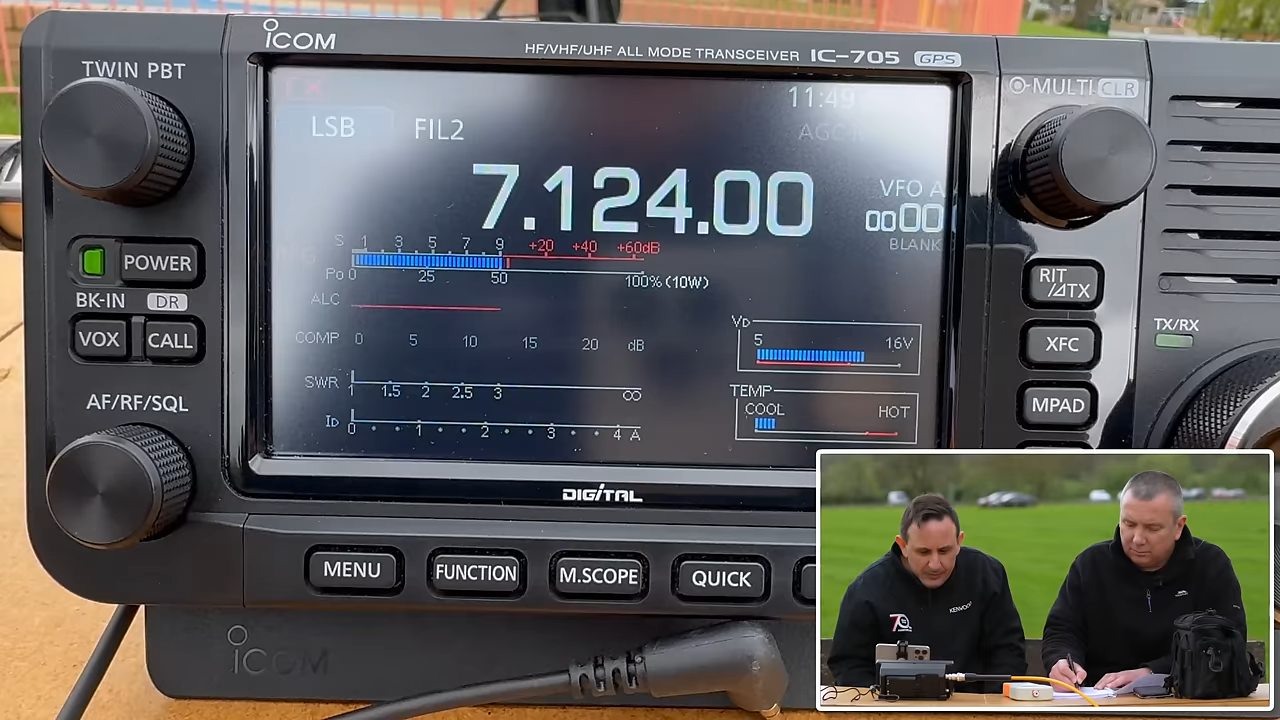 ICOM
HF/VHF/UHF ALL MODE TRANSCEIVER IC-705 GPS
TWIN PBT
MULTI CLR
11:49
LSB FIL2
AGC
7.124.00
VFO A
0000
BLANK
S 1 3 5 7 9 +20 +40 +60dB
Po 0 25 50 100% (10W)
ALC
COMP 0 5 10 15 20 dB
SWR 1 1.5 2 2.5 3 ∞
ID 0 1 2 3 4 A
VD
5 16V
TEMP
COOL HOT
POWER
BK-IN DR
VOX CALL
AF/RF/SQL
RIT
/⊿TX
XFC
MPAD
TX/RX
DIGITAL
MENU FUNCTION M.SCOPE QUICK
ICOM
KENWOOD
70